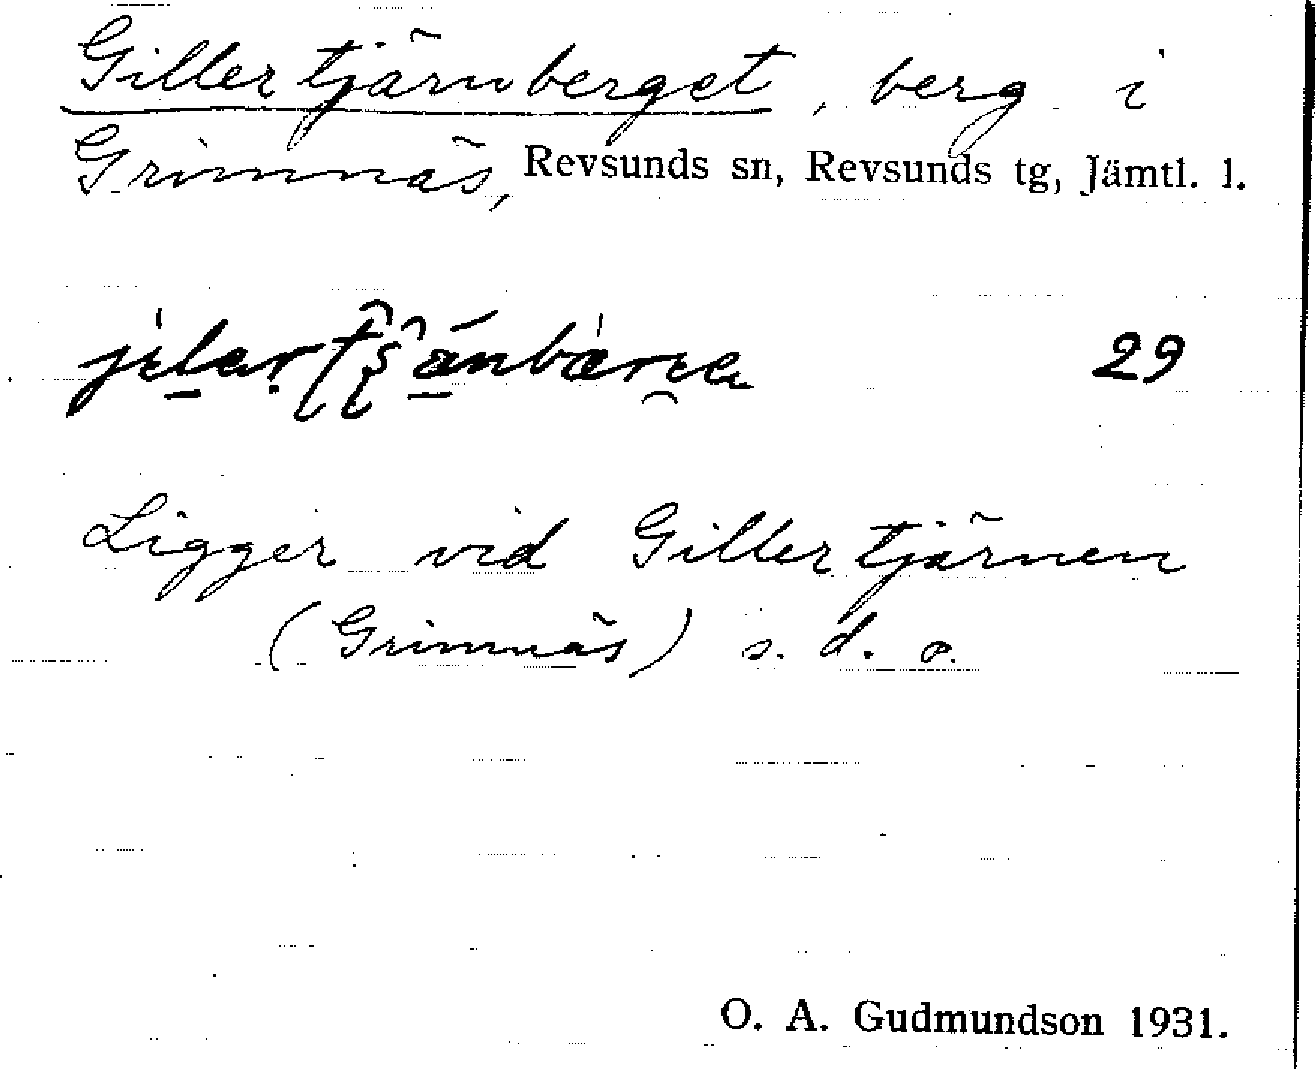 Gillertjärnberget, berg i
Grimnäs, Revsunds sn, Revsunds tg, Jämtl. l.
29
Ligger vid Gillertjärnen
(Grimnäs) s. d. o.
O. A. Gudmundson 1931.